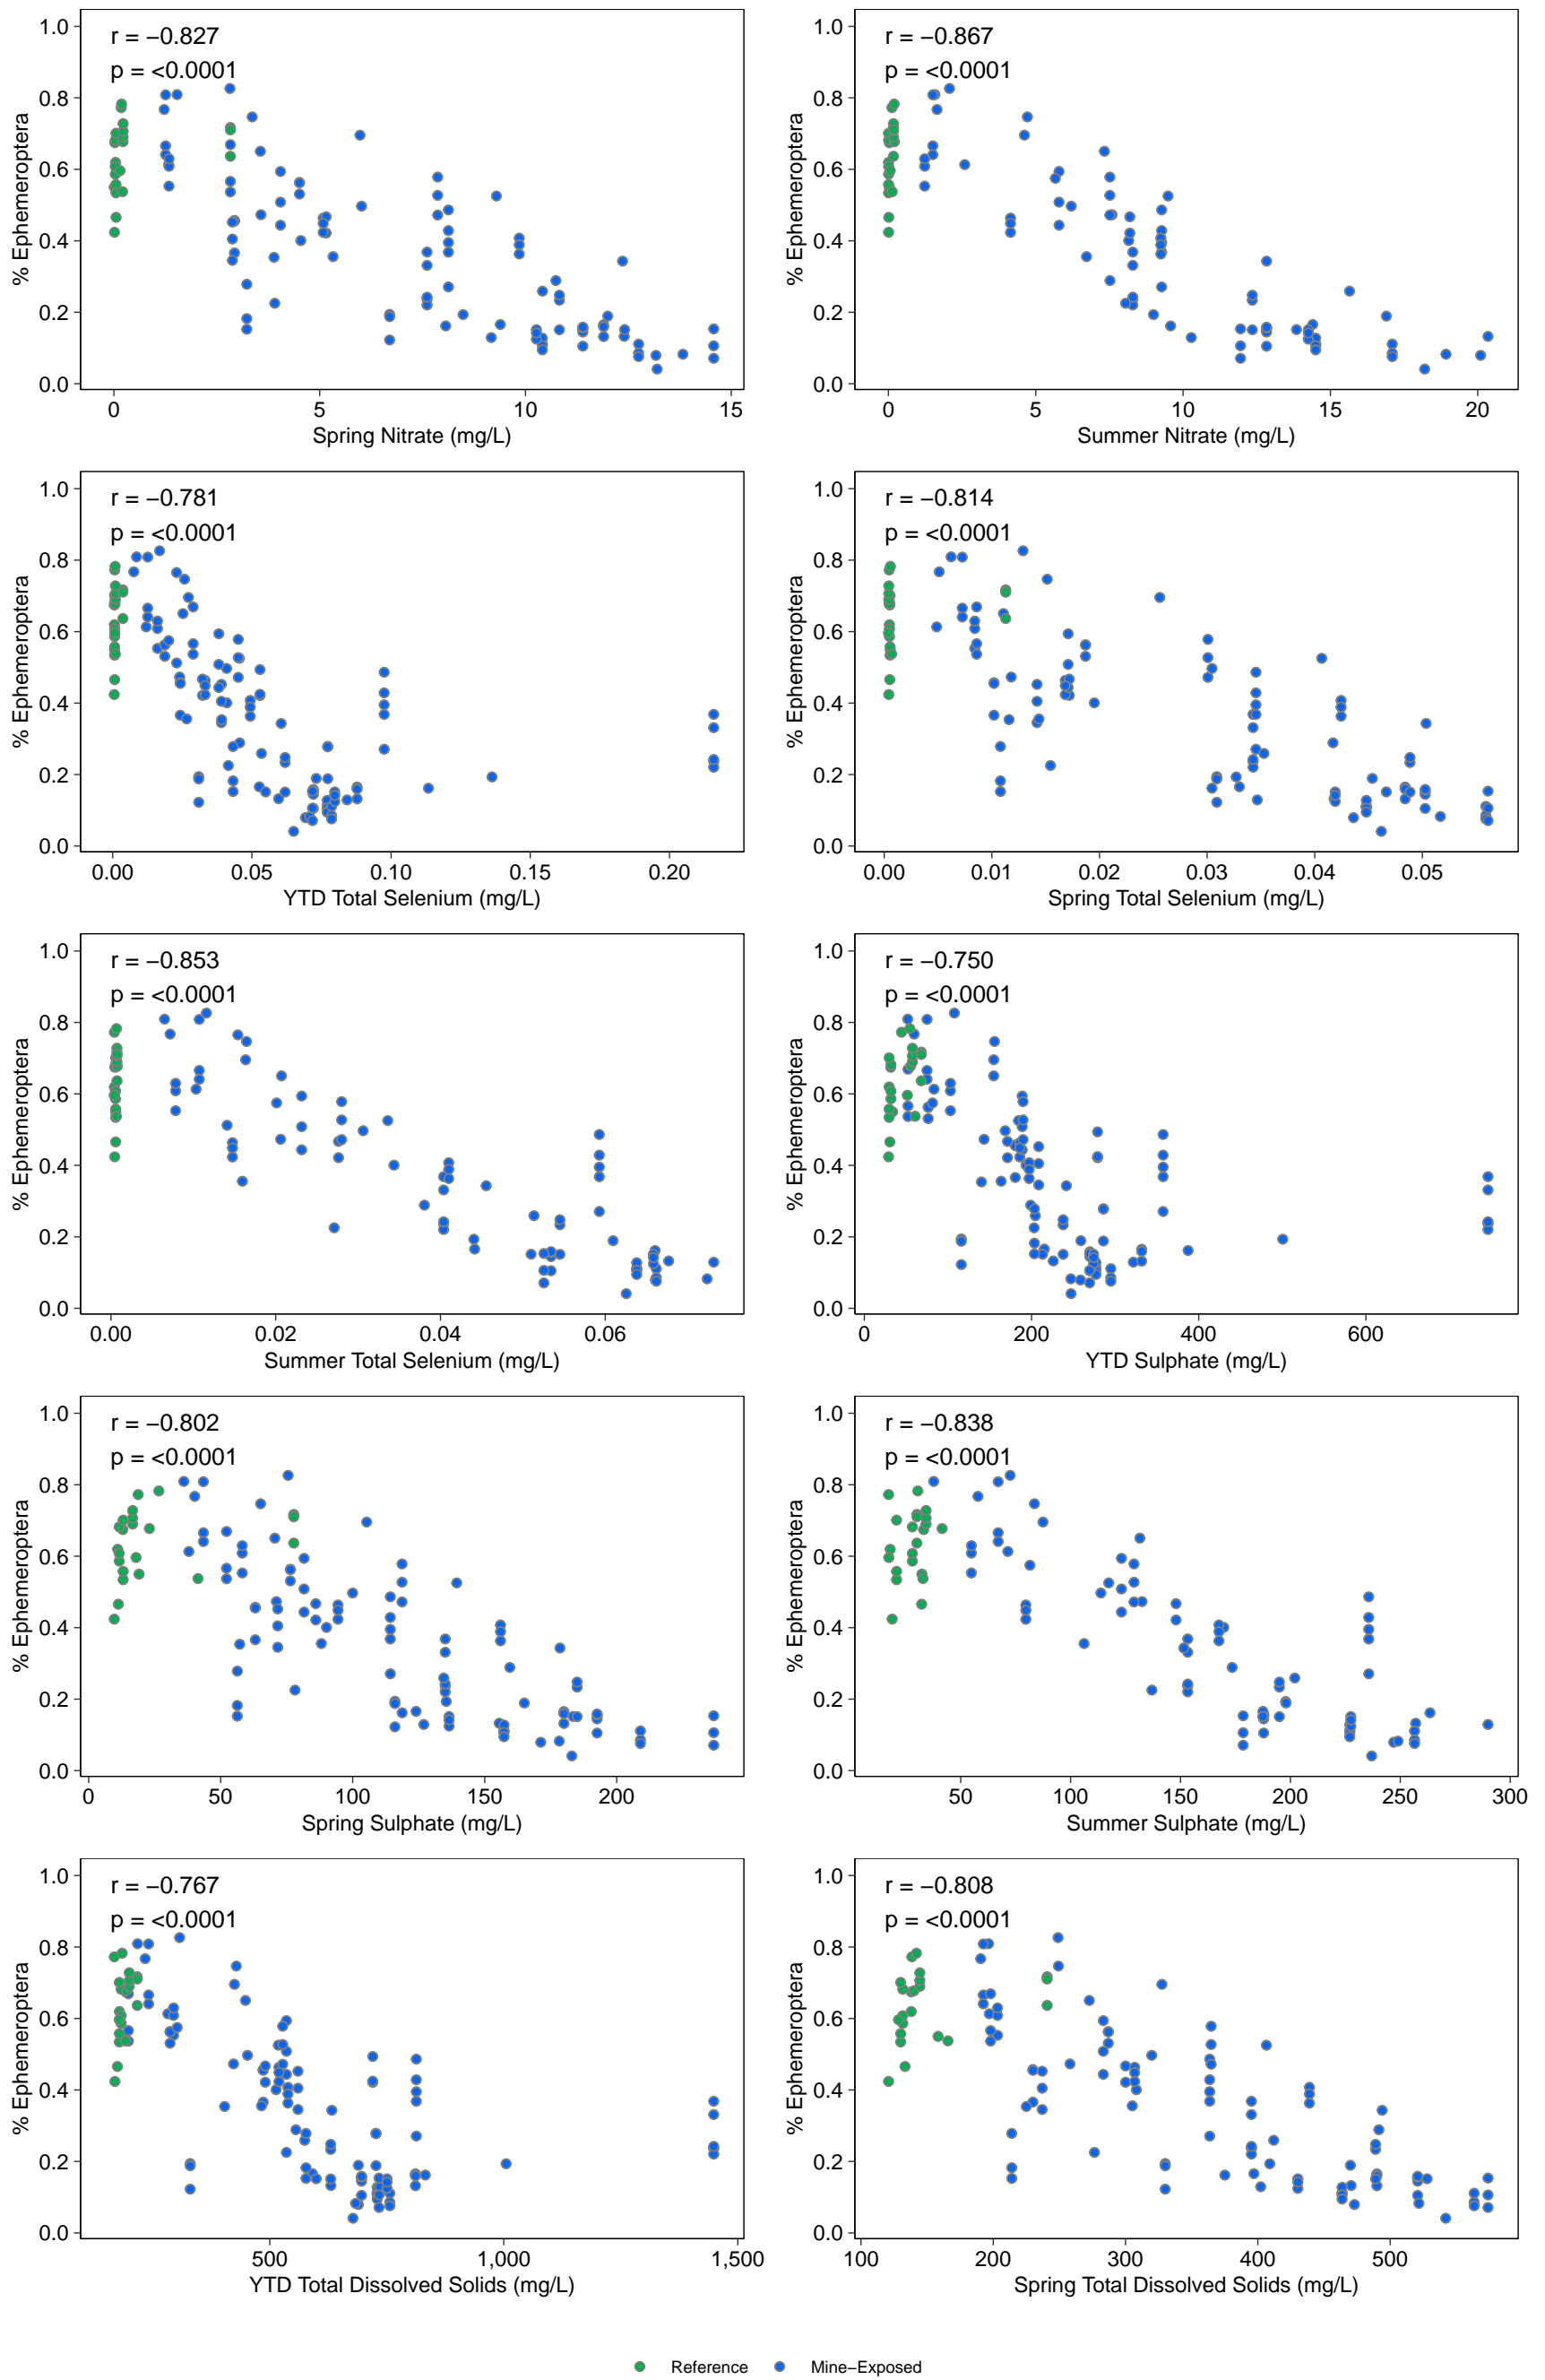 r = −0.827
p = <0.0001
% Ephemeroptera
1.0
0.8
0.6
0.4
0.2
0.0
0 5 10 15
Spring Nitrate (mg/L)
r = −0.867
p = <0.0001
% Ephemeroptera
0 5 10 15 20
Summer Nitrate (mg/L)
r = −0.781
p = <0.0001
% Ephemeroptera
1.0
0.8
0.6
0.4
0.2
0.0
0.00 0.05 0.10 0.15 0.20
YTD Total Selenium (mg/L)
r = −0.814
p = <0.0001
% Ephemeroptera
1.0
0.8
0.6
0.4
0.2
0.0
0.00 0.01 0.02 0.03 0.04 0.05
Spring Total Selenium (mg/L)
r = −0.853
p = <0.0001
% Ephemeroptera
1.0
0.8
0.6
0.4
0.2
0.0
0.00 0.02 0.04 0.06
Summer Total Selenium (mg/L)
r = −0.750
p = <0.0001
% Ephemeroptera
1.0
0.8
0.6
0.4
0.2
0.0
0 200 400 600
YTD Sulphate (mg/L)
r = −0.802
p = <0.0001
% Ephemeroptera
1.0
0.8
0.6
0.4
0.2
0.0
0 50 100 150 200
Spring Sulphate (mg/L)
r = −0.838
p = <0.0001
% Ephemeroptera
1.0
0.8
0.6
0.4
0.2
0.0
50 100 150 200 250 300
Summer Sulphate (mg/L)
r = −0.767
p = <0.0001
% Ephemeroptera
1.0
0.8
0.6
0.4
0.2
0.0
500 1,000 1,500
YTD Total Dissolved Solids (mg/L)
r = −0.808
p = <0.0001
% Ephemeroptera
1.0
0.8
0.6
0.4
0.2
0.0
100 200 300 400 500
Spring Total Dissolved Solids (mg/L)
Reference Mine−Exposed